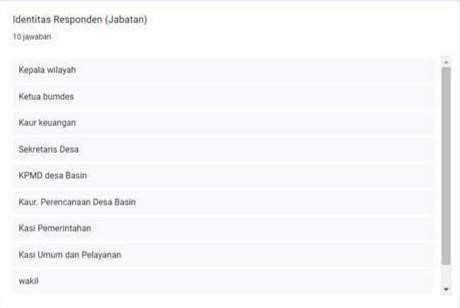 Identitas Responden (Jabatan)
10 jawaban
Kepala wilayah
Ketua bumdes
Kaur keuangan
Sekretaris Desa
KPMD desa Basin
Kaur. Perencanaan Desa Basin
Kasi Pemerintahan
Kasi Umum dan Pelayanan
wakil